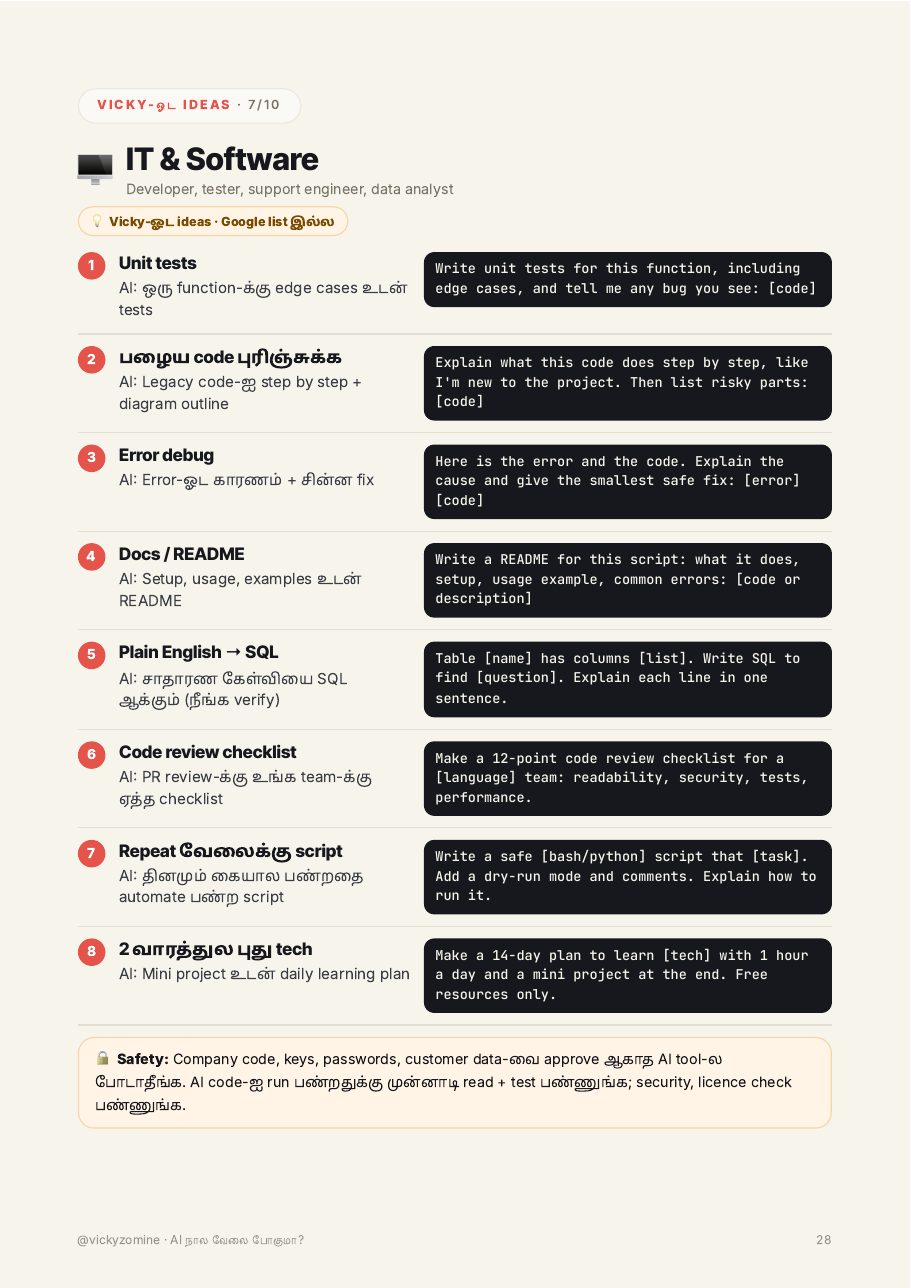 VICKY-ஓட IDEAS · 7/10
IT & Software
Developer, tester, support engineer, data analyst
Vicky-ஓட ideas · Google list இல்ல
1
Unit tests
AI: ஒரு function-க்கு edge cases உடன்
tests
Write unit tests for this function, including
edge cases, and tell me any bug you see: [code]
2
பழைய code புரிஞ்சுக்க
AI: Legacy code-ஐ step by step +
diagram outline
Explain what this code does step by step, like
I'm new to the project. Then list risky parts:
[code]
3
Error debug
AI: Error-ஓட காரணம் + சின்ன fix
Here is the error and the code. Explain the
cause and give the smallest safe fix: [error]
[code]
4
Docs / README
AI: Setup, usage, examples உடன்
README
Write a README for this script: what it does,
setup, usage example, common errors: [code or
description]
5
Plain English → SQL
AI: சாதாரண கேள்வியை SQL
ஆக்கும் (நீங்க verify)
Table [name] has columns [list]. Write SQL to
find [question]. Explain each line in one
sentence.
6
Code review checklist
AI: PR review-க்கு உங்க team-க்கு
ஏத்த checklist
Make a 12-point code review checklist for a
[language] team: readability, security, tests,
performance.
7
Repeat வேலைக்கு script
AI: தினமும் கையால பண்றதை
automate பண்ற script
Write a safe [bash/python] script that [task].
Add a dry-run mode and comments. Explain how to
run it.
8
2 வாரத்துல புது tech
AI: Mini project உடன் daily learning plan
Make a 14-day plan to learn [tech] with 1 hour
a day and a mini project at the end. Free
resources only.
Safety: Company code, keys, passwords, customer data-வை approve ஆகாத AI tool-ல
போடாதீங்க. AI code-ஐ run பண்றதுக்கு முன்னாடி read + test பண்ணுங்க; security, licence check
பண்ணுங்க.
@vickyzomine · AI நால வேலை போகுமா?
28